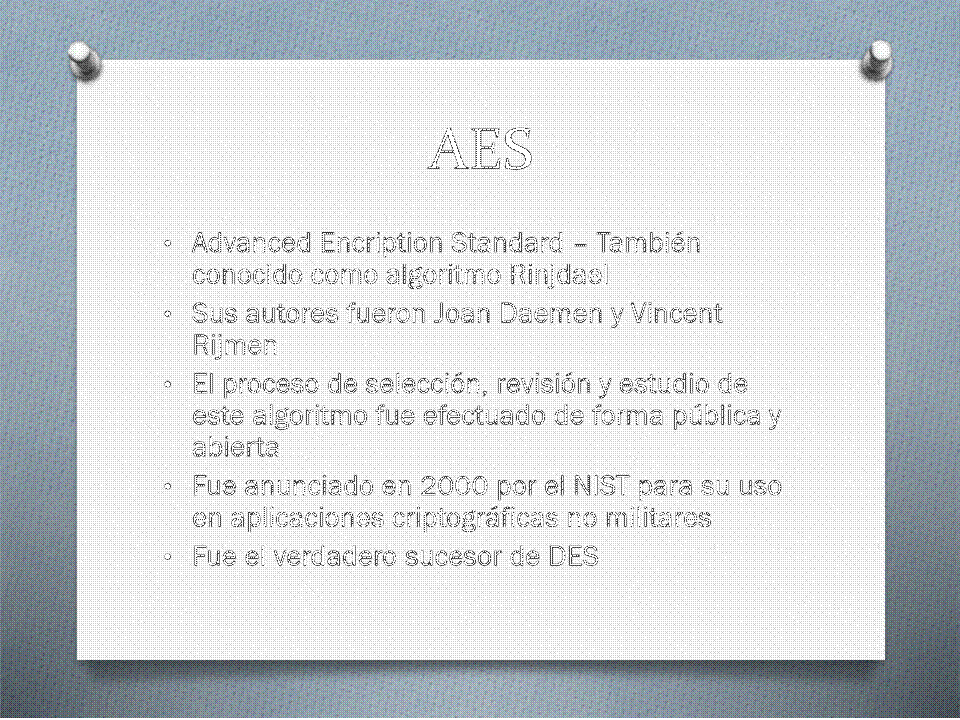 AES
• Advanced Encription Standard – También
conocido como algoritmo Rinjdael
• Sus autores fueron Joan Daemen y Vincent
Rijmen
• El proceso de selección, revisión y estudio de
este algoritmo fue efectuado de forma pública y
abierta
• Fue anunciado en 2000 por el NIST para su uso
en aplicaciones criptográficas no militares
• Fue el verdadero sucesor de DES